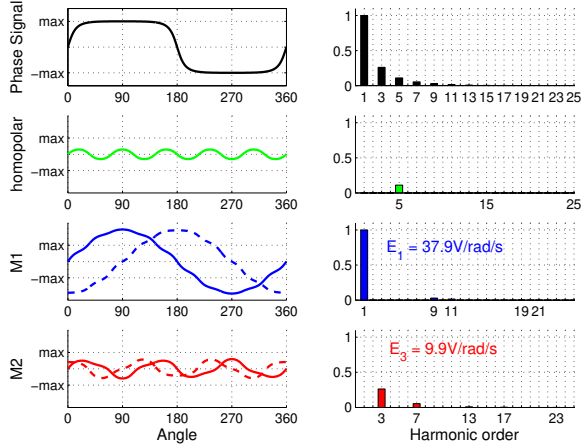 Phase Signal
max
−max
0 90 180 270 360
1
0.5
0
1 3 5 7 9 11 13 15 17 19 21 23 25
homopolar
max
−max
0 90 180 270 360
1
0.5
0
5 15 25
M1
max
−max
0 90 180 270 360
1
0.5
0
E1 = 37.9V/rad/s
1 9 11 19 21
M2
max
−max
0 90 180 270 360
Angle
1
0.5
0
E3 = 9.9V/rad/s
3 7 13 17 23
Harmonic order